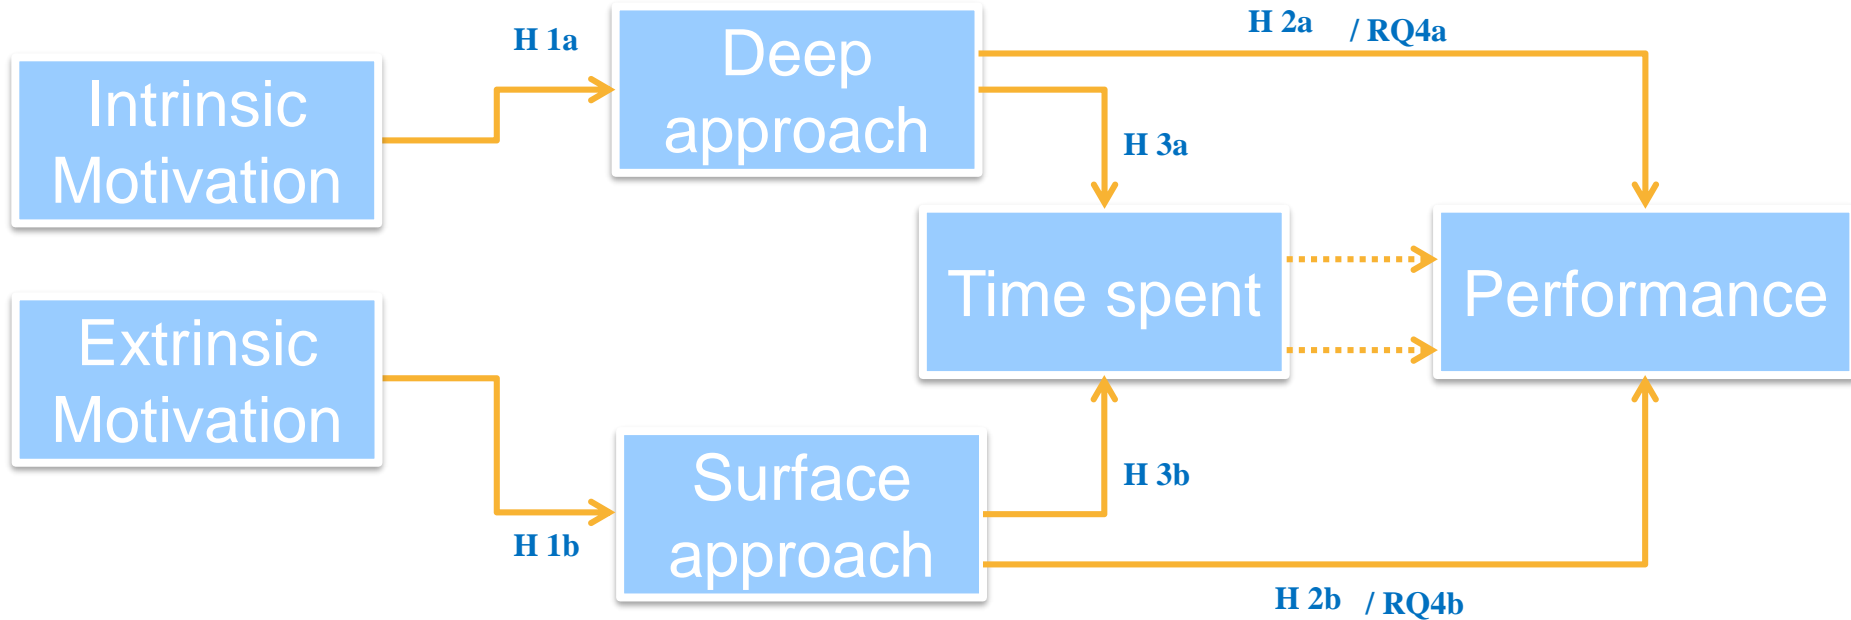 H 1a
Deep
approach
H 2a / RQ4a
Intrinsic
Motivation
H 3a
Time spent
Performance
Extrinsic
Motivation
H 1b
Surface
approach
H 3b
H 2b / RQ4b